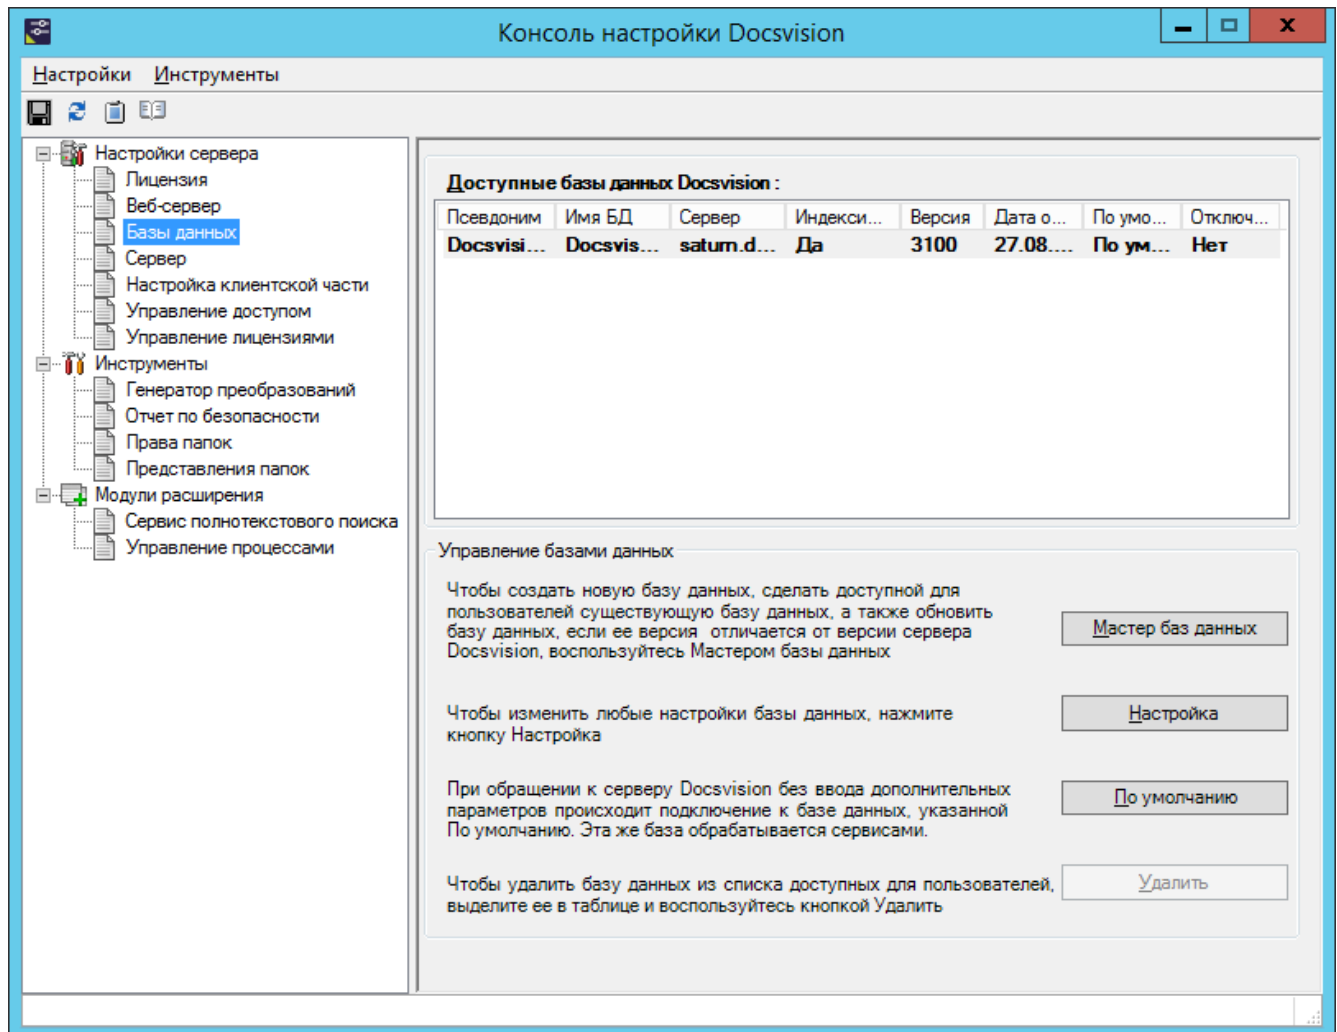 Консоль настройки Docsvision
Настройки Инструменты
Настройки сервера
Лицензия
Веб-сервер
Базы данных
Сервер
Настройка клиентской части
Управление доступом
Управление лицензиями
Инструменты
Генератор преобразований
Отчет по безопасности
Права папок
Представления папок
Модули расширения
Сервис полнотекстового поиска
Управление процессами
Доступные базы данных Docsvision :
Псевдоним Имя БД Сервер Индекси... Версия Дата о... По умо... Отключ...
Docsvisi... Docsvis... saturn.d... Да 3100 27.08.... По ум... Нет
Управление базами данных
Чтобы создать новую базу данных, сделать доступной для
пользователей существующую базу данных, а также обновить
базу данных, если ее версия отличается от версии сервера
Docsvision, воспользуйтесь Мастером базы данных
Мастер баз данных
Чтобы изменить любые настройки базы данных, нажмите
кнопку Настройка
Настройка
При обращении к серверу Docsvision без ввода дополнительных
параметров происходит подключение к базе данных, указанной
По умолчанию. Эта же база обрабатывается сервисами.
По умолчанию
Чтобы удалить базу данных из списка доступных для пользователей,
выделите ее в таблице и воспользуйтесь кнопкой Удалить
Удалить